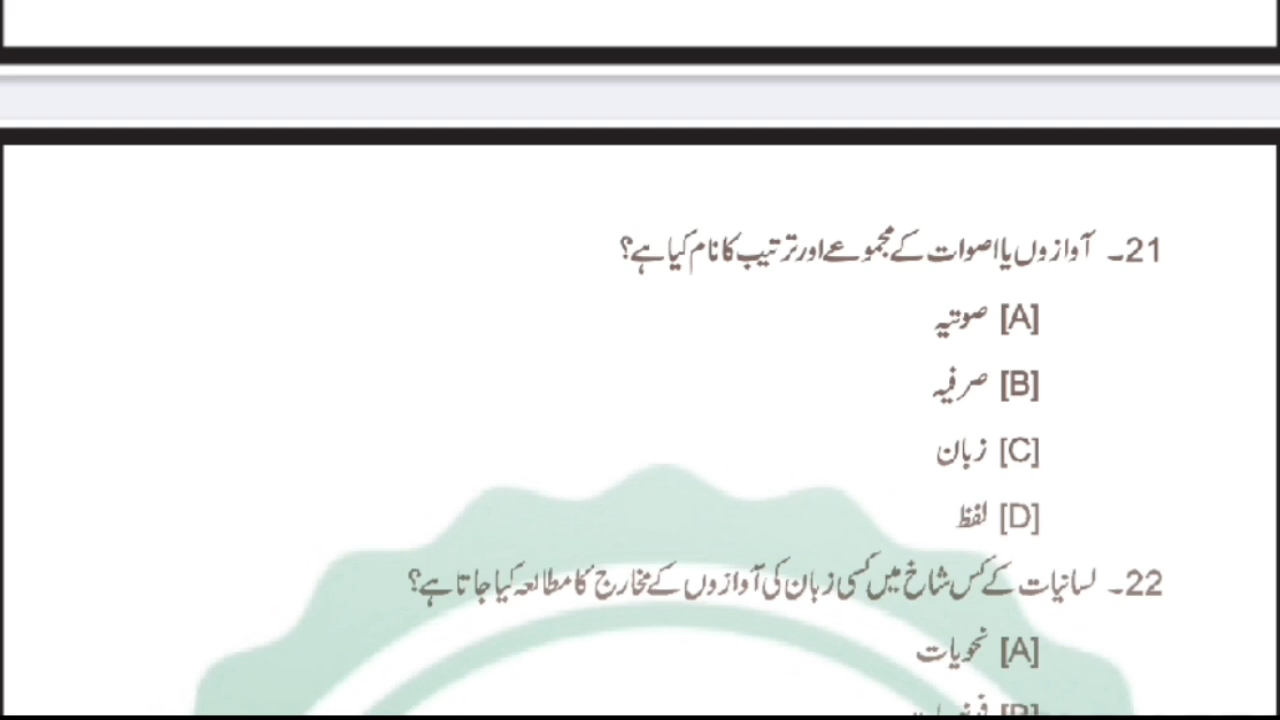 21۔ آوازوں یا اصوات کے مجموعے اور ترتیب کا نام کیا ہے؟
[A] صوتیہ
[B] صرفیہ
[C] زبان
[D] لفظ
22۔ لسانیات کے کس شاخ میں کسی زبان کی آوازوں کے مخارج کا مطالعہ کیا جاتا ہے؟
[A] نحویات
[B]